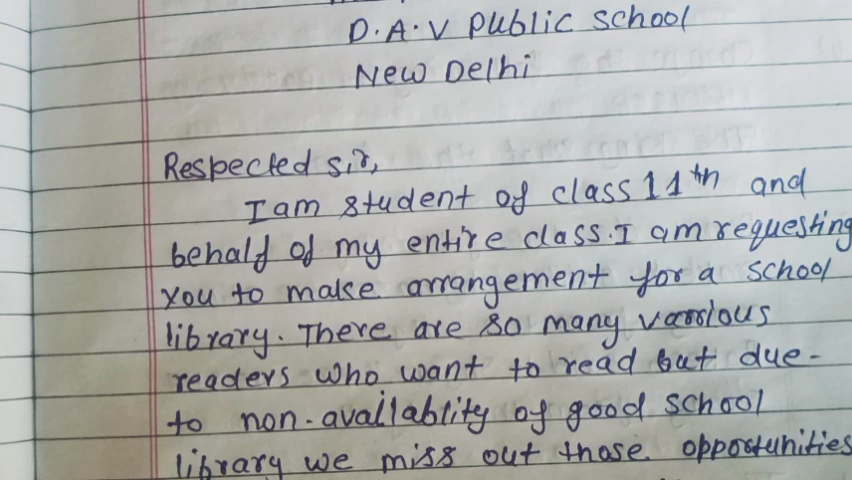 D.A.V public school
New Delhi
Respected sir,
I am student of class 11th and
behalf of my entire class. I am requesting
you to make arrangement for a school
library. There are so many various
readers who want to read but due-
to non-availablity of good school
library we miss out those opportunities